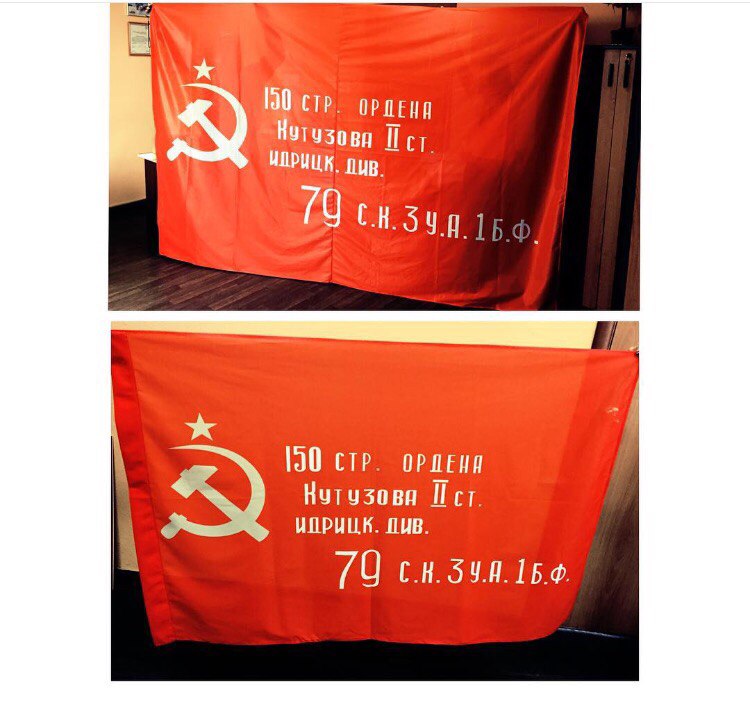 150 СТР. ОРДЕНА
Кутузова II ст.
идрицк. див.
79 С.К. 3 У.А. 1 Б.Ф.
150 СТР. ОРДЕНА
Кутузова II ст.
идрицк. див.
79 С.К. 3 У.А. 1 Б.Ф.